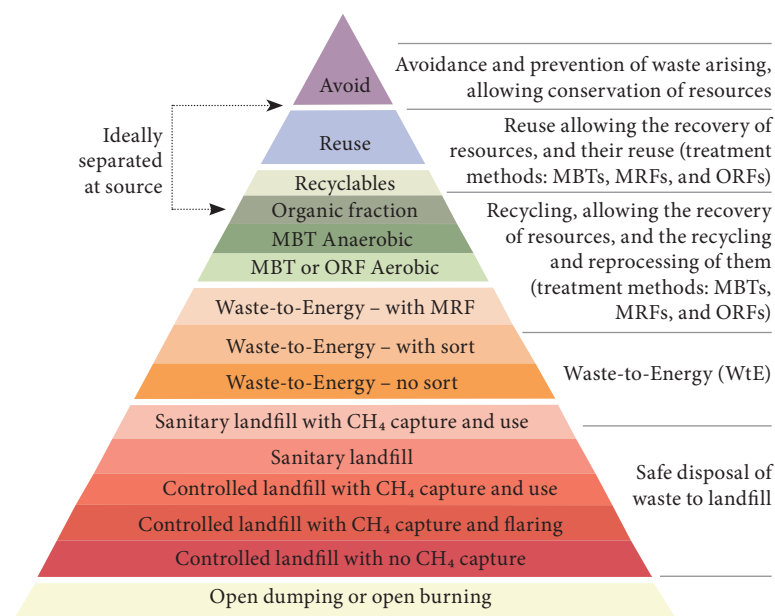 Avoid
Reuse
Recyclables
Organic fraction
MBT Anaerobic
MBT or ORF Aerobic
Waste-to-Energy – with MRF
Waste-to-Energy – with sort
Waste-to-Energy – no sort
Sanitary landfill with CH₄ capture and use
Sanitary landfill
Controlled landfill with CH₄ capture and use
Controlled landfill with CH₄ capture and flaring
Controlled landfill with no CH₄ capture
Open dumping or open burning
Ideally
separated
at source
Avoidance and prevention of waste arising,
allowing conservation of resources
Reuse allowing the recovery of
resources, and their reuse (treatment
methods: MBTs, MRFs, and ORFs)
Recycling, allowing the recovery
of resources, and the recycling
and reprocessing of them
(treatment methods: MBTs,
MRFs, and ORFs)
Waste-to-Energy (WtE)
Safe disposal of
waste to landfill